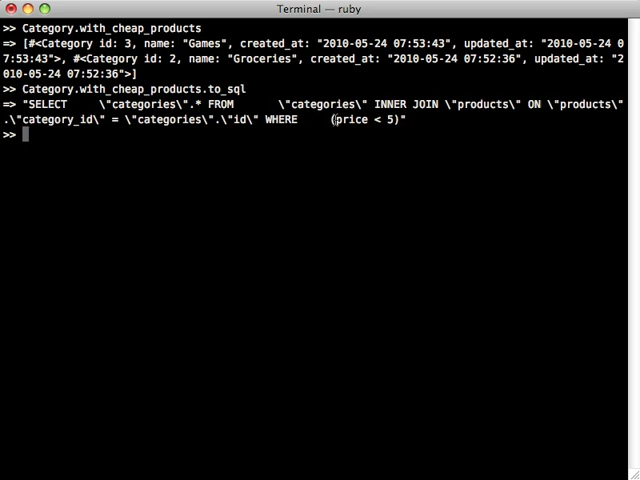 Terminal — ruby
>> Category.with_cheap_products
=> [#<Category id: 3, name: "Games", created_at: "2010-05-24 07:53:43", updated_at: "2010-05-24 0
7:53:43">, #<Category id: 2, name: "Groceries", created_at: "2010-05-24 07:52:36", updated_at: "2
010-05-24 07:52:36">]
>> Category.with_cheap_products.to_sql
=> "SELECT     \"categories\".* FROM       \"categories\" INNER JOIN \"products\" ON \"products\"
.\"category_id\" = \"categories\".\"id\" WHERE     (price < 5)"
>>